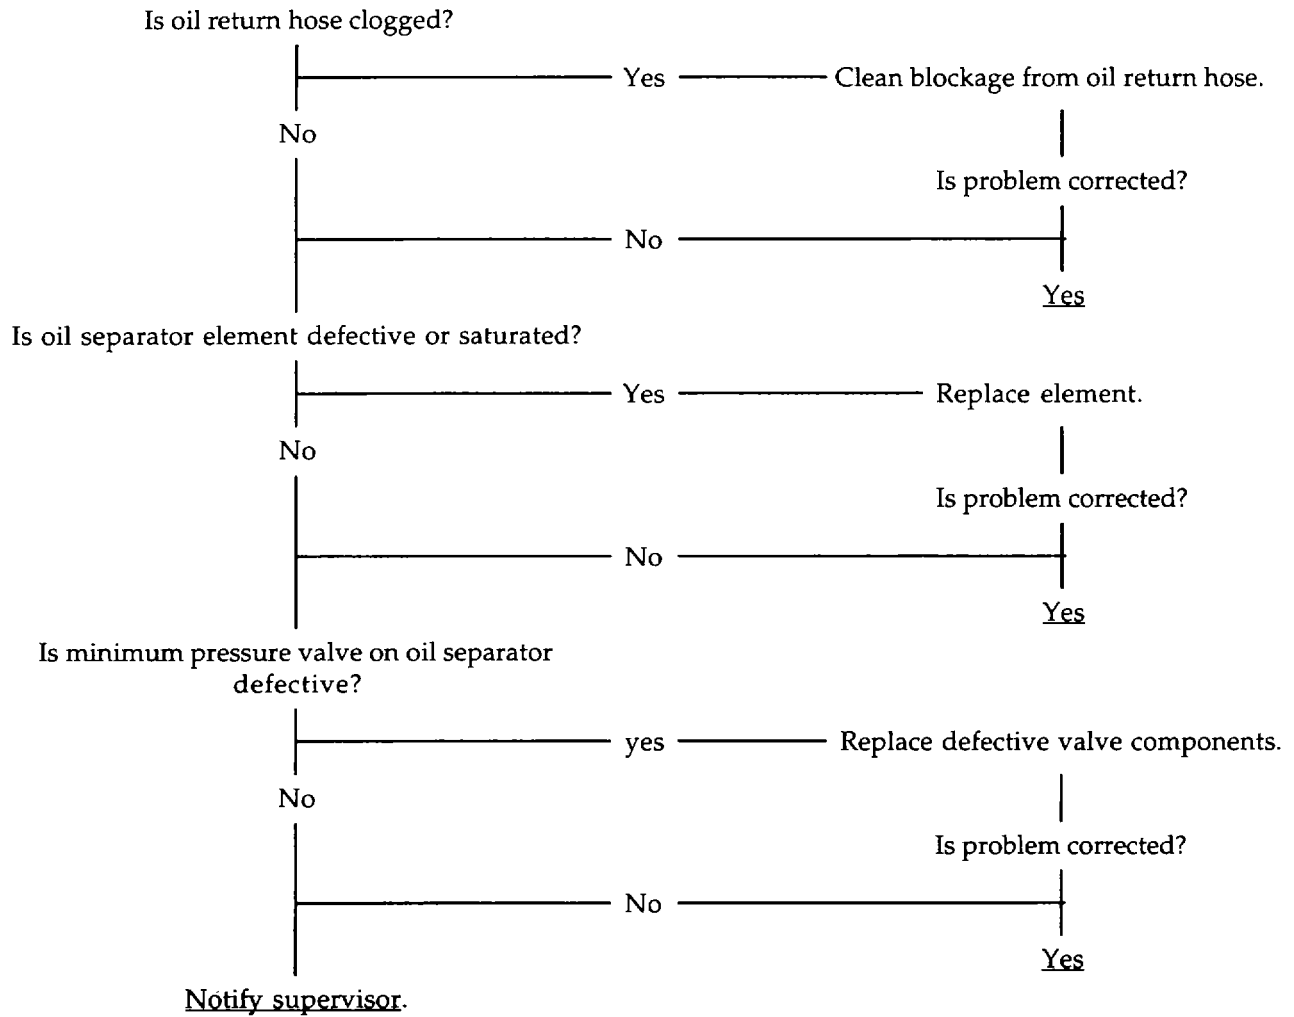 Is oil return hose clogged?
Yes
Clean blockage from oil return hose.
No
Is problem corrected?
No
Yes
Is oil separator element defective or saturated?
Yes
Replace element.
No
Is problem corrected?
No
Yes
Is minimum pressure valve on oil separator
defective?
yes
Replace defective valve components.
No
Is problem corrected?
No
Yes
Notify supervisor.